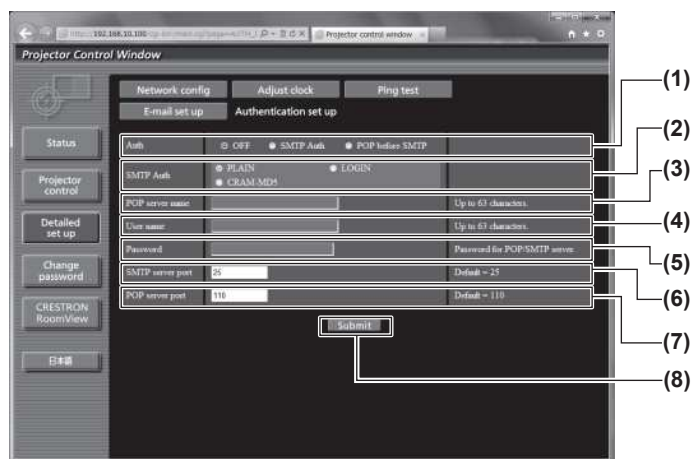 Projector control window
Projector Control Window
Network config Adjust clock Ping test
E-mail set up Authentication set up
Status
Projector control
Detailed set up
Change password
CRESTRON RoomView
日本語
Auth OFF SMTP Auth POP before SMTP
SMTP Auth PLAIN LOGIN
CRAM-MD5
POP server name Up to 63 characters.
User name Up to 63 characters.
Password Password for POP/SMTP server.
SMTP server port 25 Default = 25
POP server port 110 Default = 110
Submit
(1)
(2)
(3)
(4)
(5)
(6)
(7)
(8)